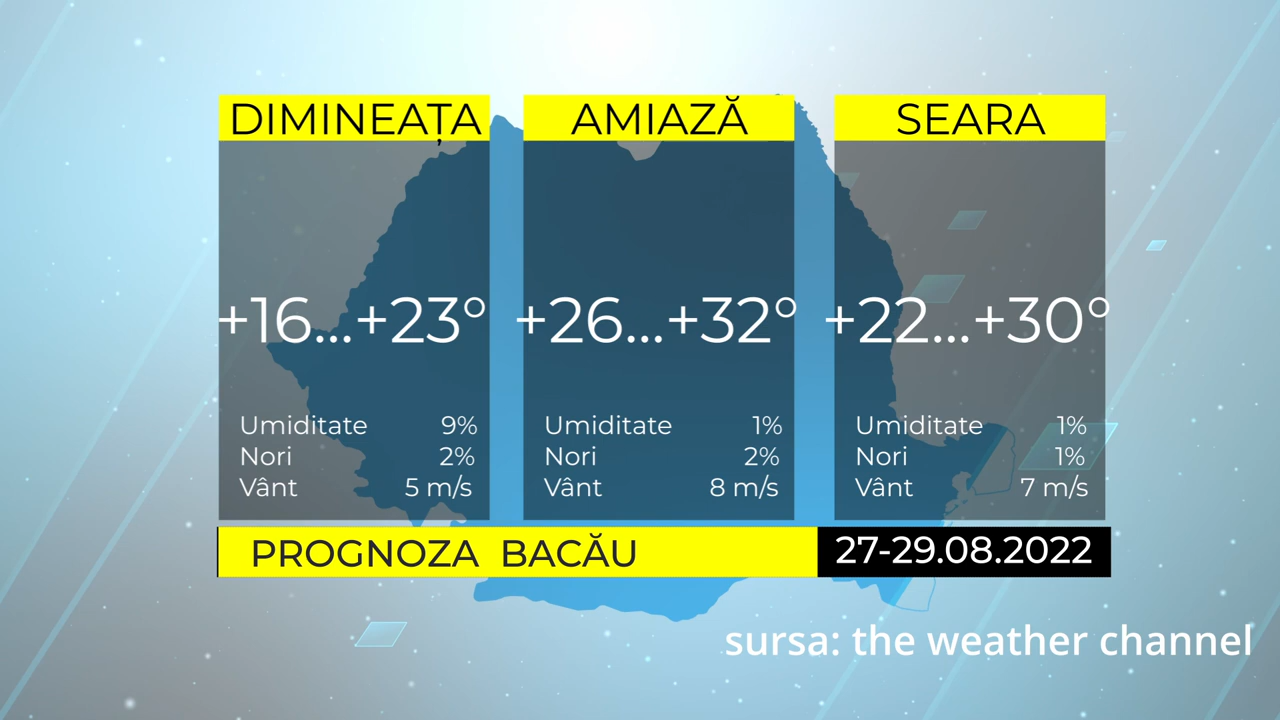 DIMINEAȚA
+16...+23°
Umiditate 9%
Nori 2%
Vânt 5 m/s
AMIAZĂ
+26...+32°
Umiditate 1%
Nori 2%
Vânt 8 m/s
SEARA
+22...+30°
Umiditate 1%
Nori 1%
Vânt 7 m/s
PROGNOZA BACĂU
27-29.08.2022
sursa: the weather channel